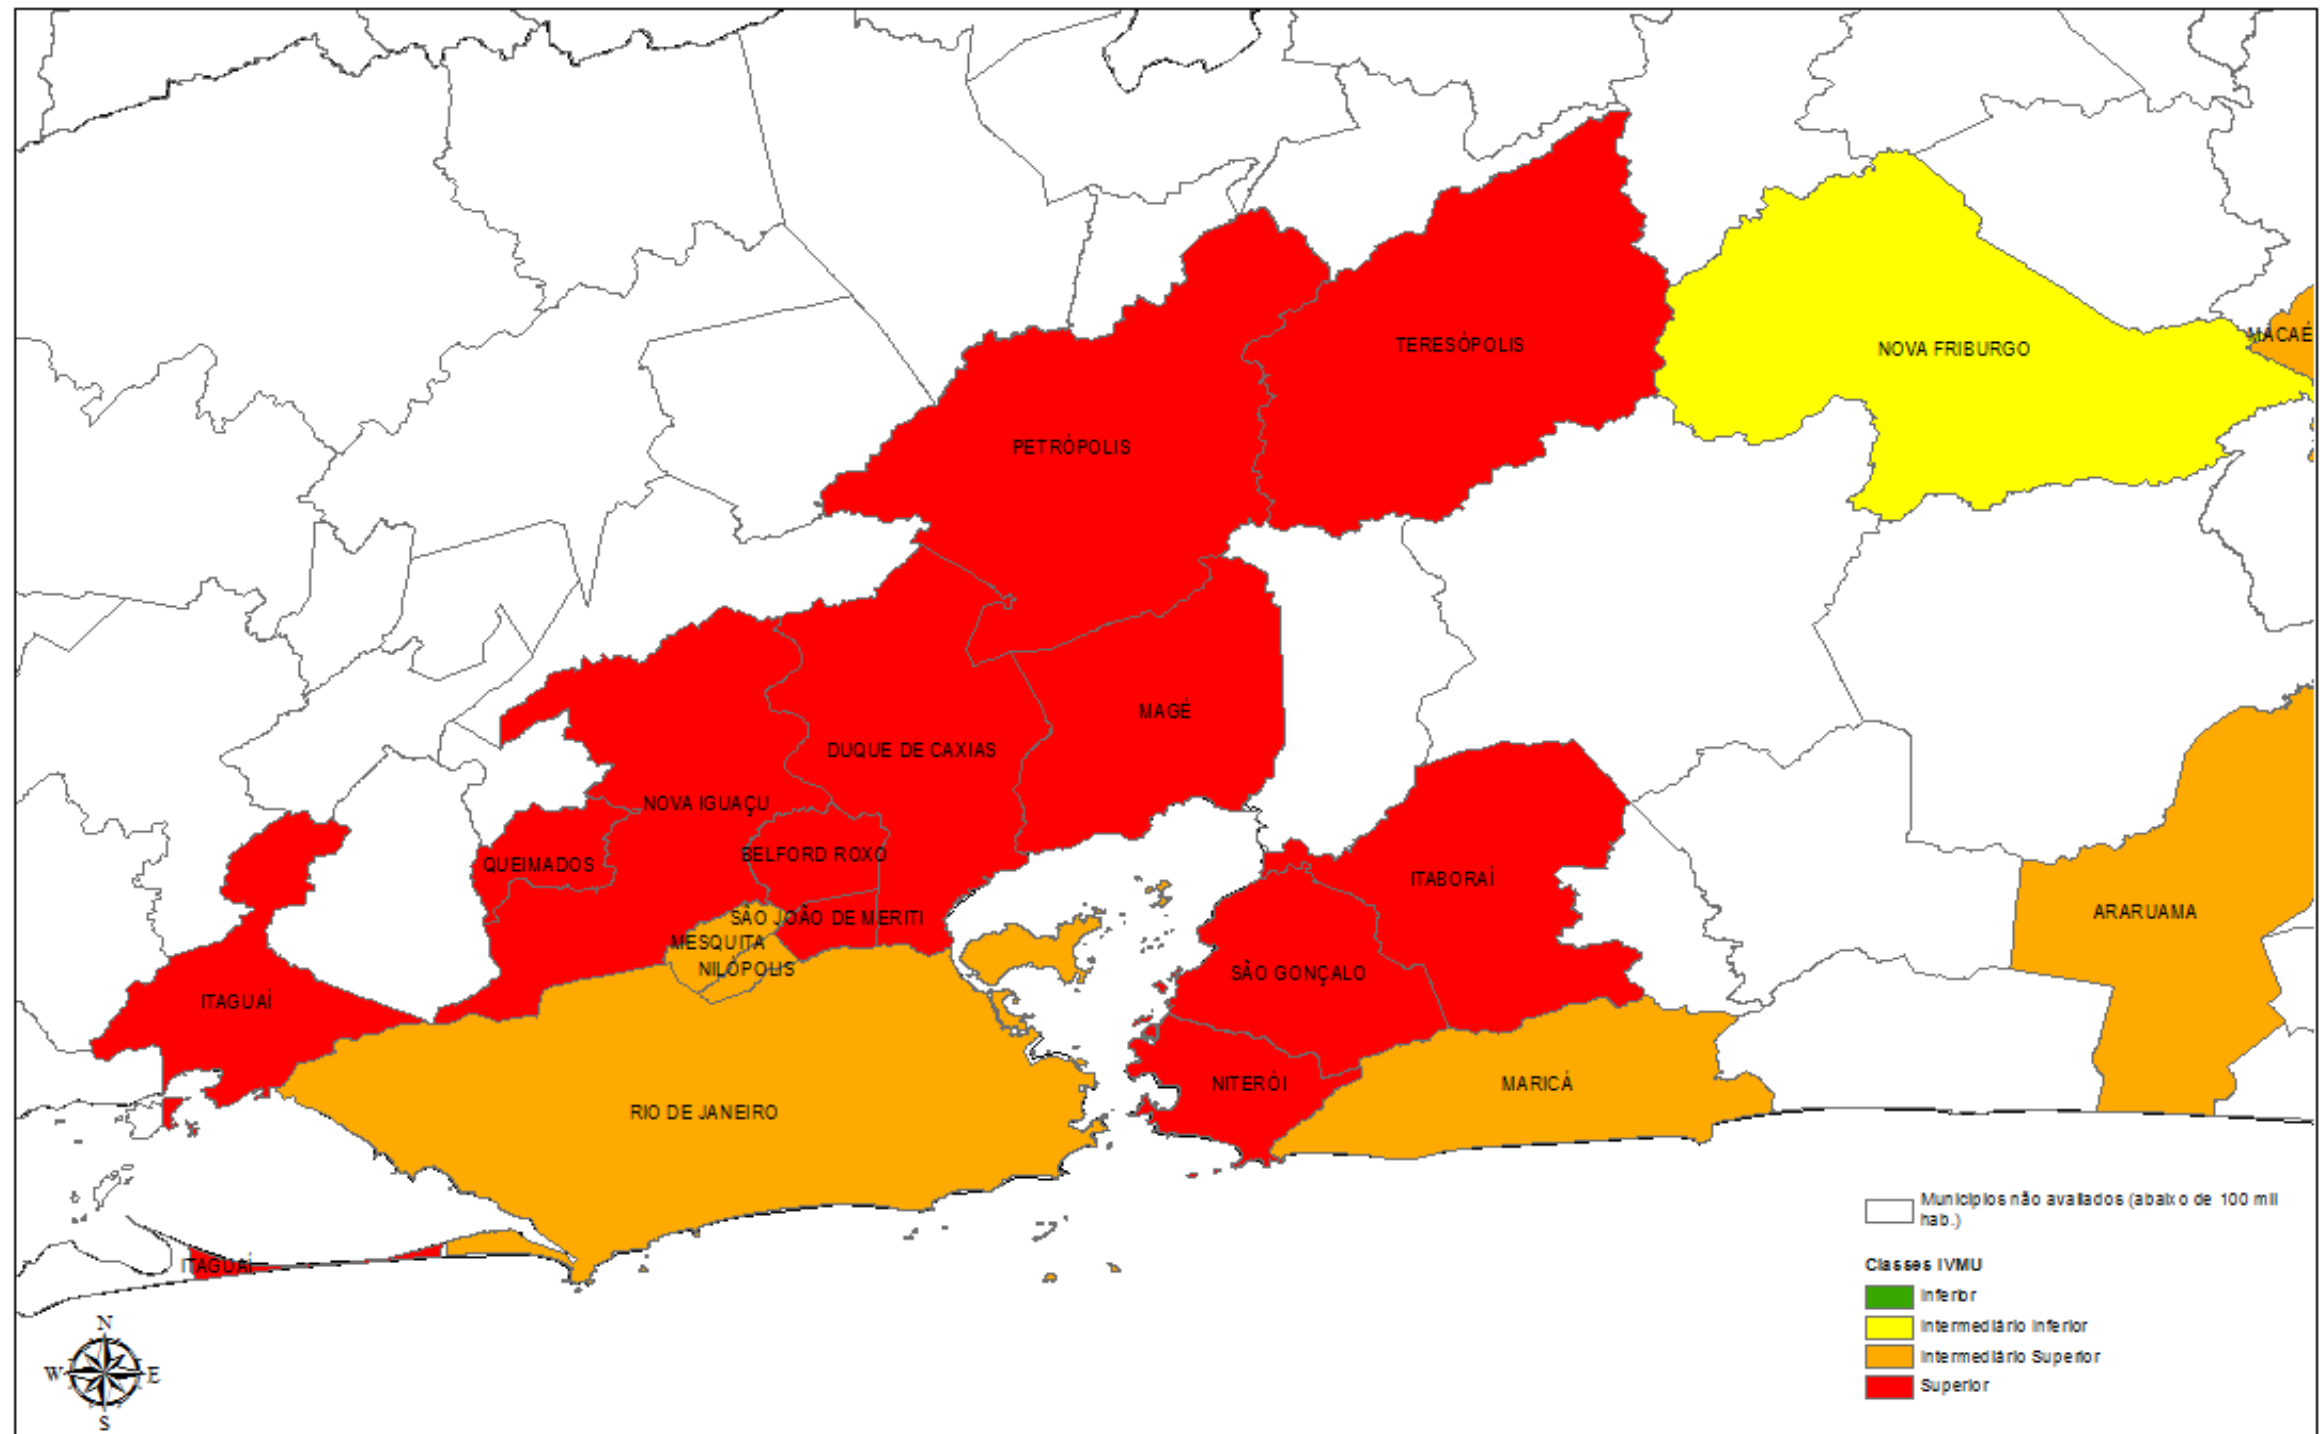 TERESÓPOLIS
NOVA FRIBURGO
MACAÉ
PETRÓPOLIS
MAGÉ
DUQUE DE CAXIAS
NOVA IGUAÇU
BELFORD ROXO
QUEIMADOS
ITABORAÍ
SÃO JOÃO DE MERITI
ARARUAMA
MESQUITA
NILÓPOLIS
SÃO GONÇALO
ITAGUAÍ
NITERÓI
MARICÁ
RIO DE JANEIRO
ITAGUAÍ
Municípios não avaliados (abaixo de 100 mil
hab.)
Classes IVMU
Inferior
Intermediário Inferior
Intermediário Superior
Superior
N
W E
S